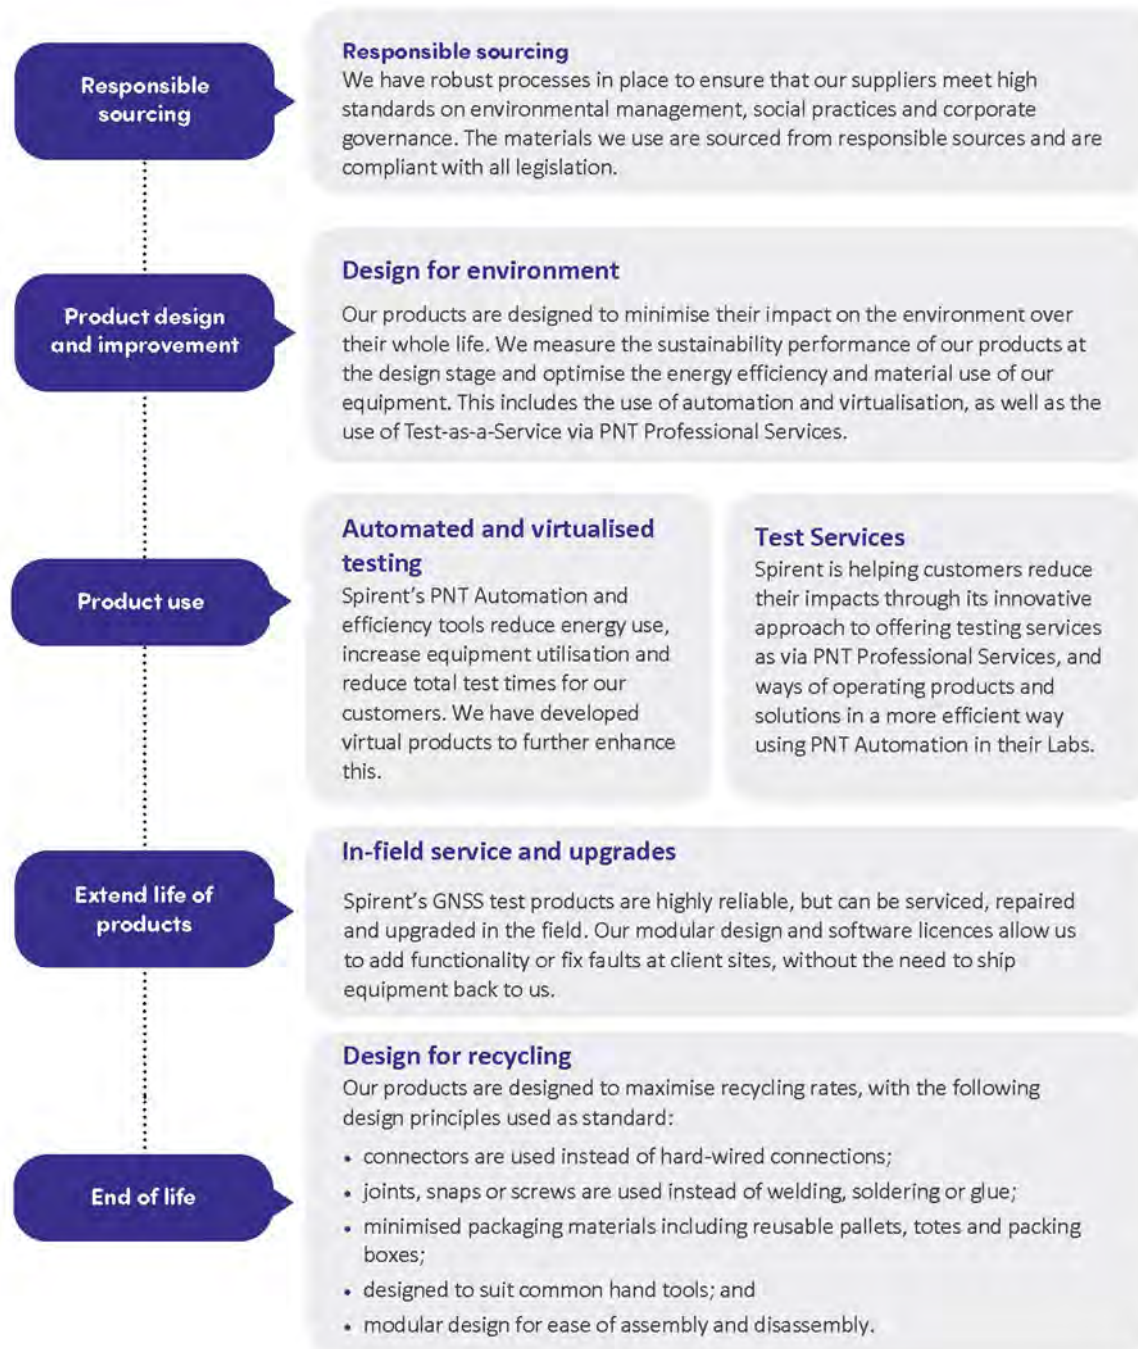 Responsible
sourcing
Responsible sourcing
We have robust processes in place to ensure that our suppliers meet high
standards on environmental management, social practices and corporate
governance. The materials we use are sourced from responsible sources and are
compliant with all legislation.
Product design
and improvement
Design for environment
Our products are designed to minimise their impact on the environment over
their whole life. We measure the sustainability performance of our products at
the design stage and optimise the energy efficiency and material use of our
equipment. This includes the use of automation and virtualisation, as well as the
use of Test-as-a-Service via PNT Professional Services.
Product use
Automated and virtualised
testing
Spirent's PNT Automation and
efficiency tools reduce energy use,
increase equipment utilisation and
reduce total test times for our
customers. We have developed
virtual products to further enhance
this.
Test Services
Spirent is helping customers reduce
their impacts through its innovative
approach to offering testing services
as via PNT Professional Services, and
ways of operating products and
solutions in a more efficient way
using PNT Automation in their Labs.
Extend life of
products
In-field service and upgrades
Spirent's GNSS test products are highly reliable, but can be serviced, repaired
and upgraded in the field. Our modular design and software licences allow us
to add functionality or fix faults at client sites, without the need to ship
equipment back to us.
End of life
Design for recycling
Our products are designed to maximise recycling rates, with the following
design principles used as standard:
• connectors are used instead of hard-wired connections;
• joints, snaps or screws are used instead of welding, soldering or glue;
• minimised packaging materials including reusable pallets, totes and packing
boxes;
• designed to suit common hand tools; and
• modular design for ease of assembly and disassembly.